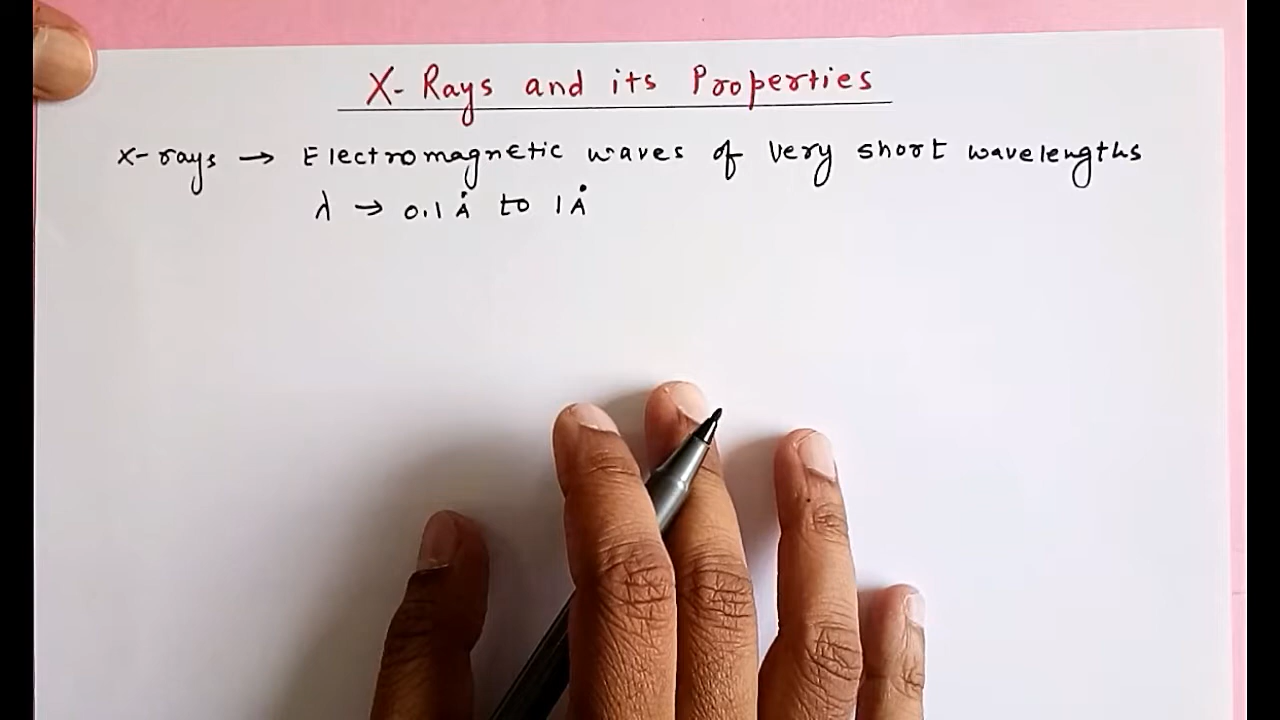 X-Rays and its Properties
X-rays → Electromagnetic waves of very short wavelengths
λ → 0.1 Å to 1 Å